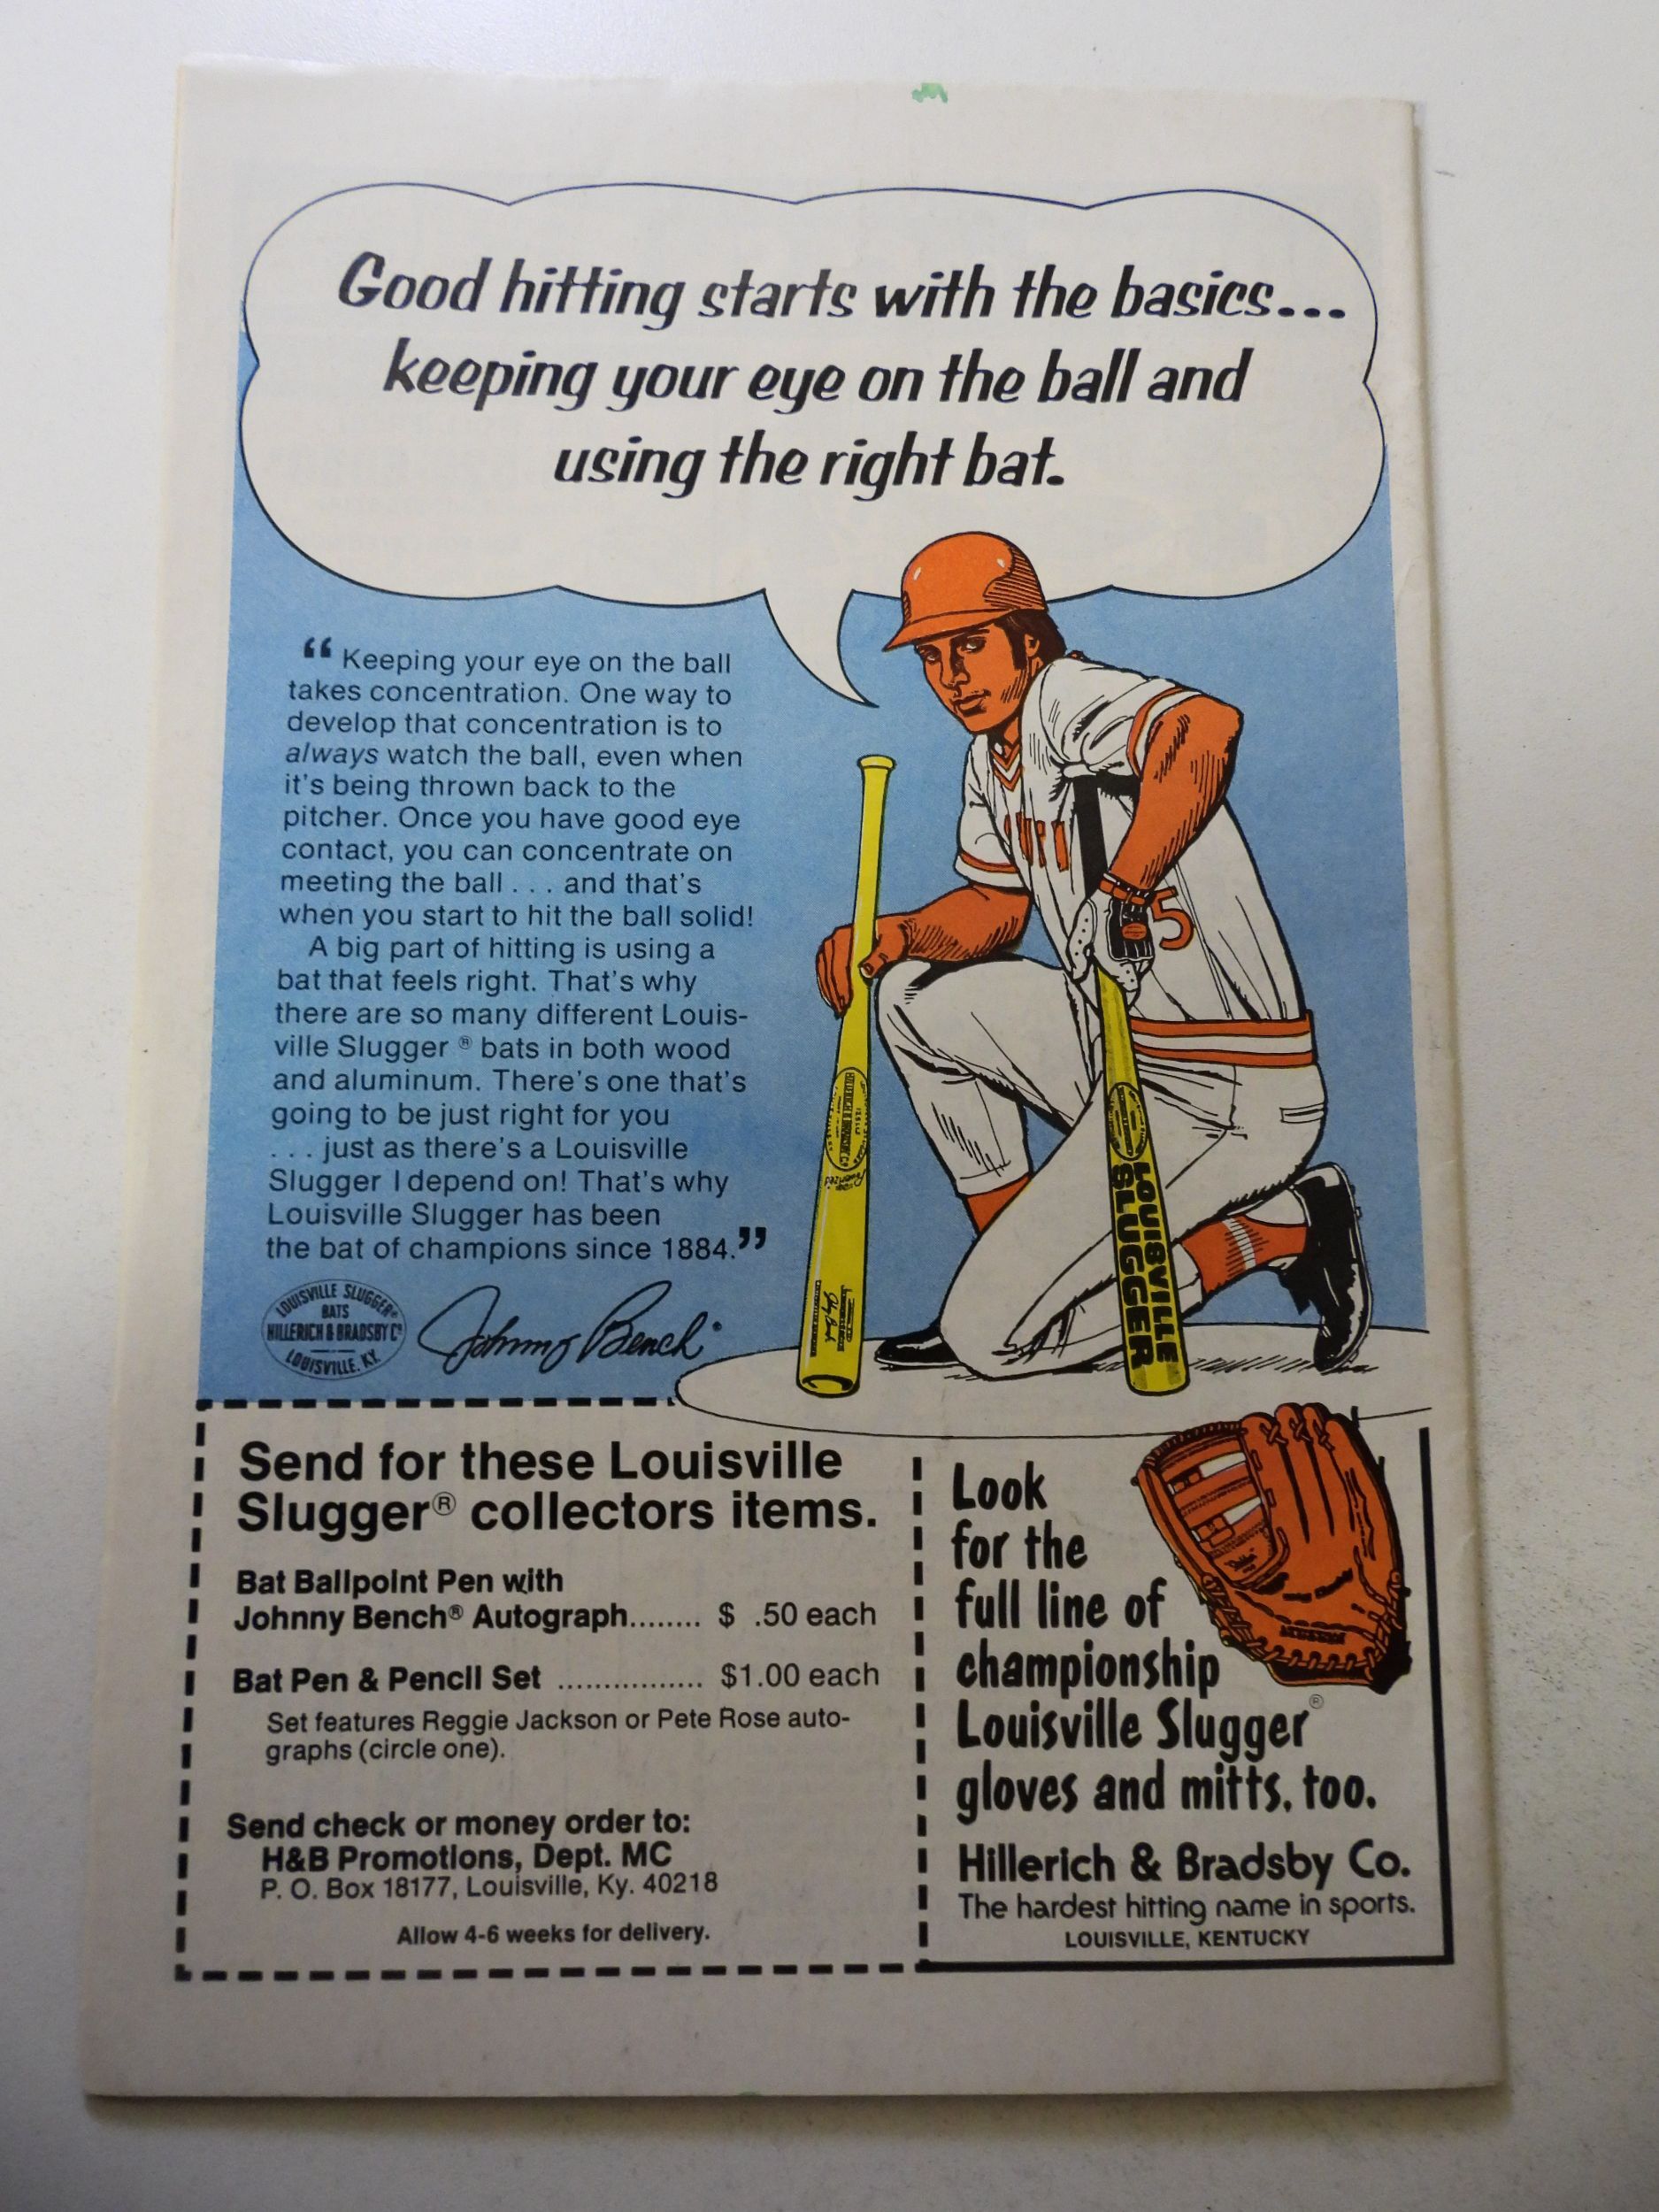 Good hitting starts with the basics...
keeping your eye on the ball and
using the right bat.
“Keeping your eye on the ball
takes concentration. One way to
develop that concentration is to
always watch the ball, even when
it's being thrown back to the
pitcher. Once you have good eye
contact, you can concentrate on
meeting the ball . . . and that's
when you start to hit the ball solid!
A big part of hitting is using a
bat that feels right. That's why
there are so many different Louis-
ville Slugger ® bats in both wood
and aluminum. There's one that's
going to be just right for you
. . . just as there's a Louisville
Slugger I depend on! That's why
Louisville Slugger has been
the bat of champions since 1884.”
LOUISVILLE SLUGGER®
BATS
HILLERICH & BRADSBY Cº
LOUISVILLE. KY.
Johnny Bench
5
LOUISVILLE
SLUGGER
Send for these Louisville
Slugger® collectors items.
Bat Ballpoint Pen with
Johnny Bench® Autograph........ $ .50 each
Bat Pen & Pencil Set ................ $1.00 each
Set features Reggie Jackson or Pete Rose auto-
graphs (circle one).
Send check or money order to:
H&B Promotions, Dept. MC
P. O. Box 18177, Louisville, Ky. 40218
Allow 4-6 weeks for delivery.
Look
for the
full line of
championship
Louisville Slugger®
gloves and mitts, too.
Hillerich & Bradsby Co.
The hardest hitting name in sports.
LOUISVILLE, KENTUCKY